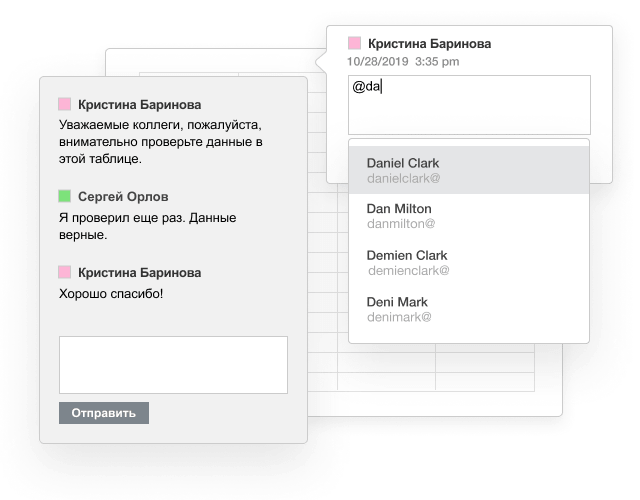 Кристина Баринова
Уважаемые коллеги, пожалуйста,
внимательно проверьте данные в
этой таблице.
Сергей Орлов
Я проверил еще раз. Данные
верные.
Кристина Баринова
Хорошо спасибо!
Отправить
Кристина Баринова
10/28/2019 3:35 pm
@da
Daniel Clark
danielclark@
Dan Milton
danmilton@
Demien Clark
demienclark@
Deni Mark
denimark@